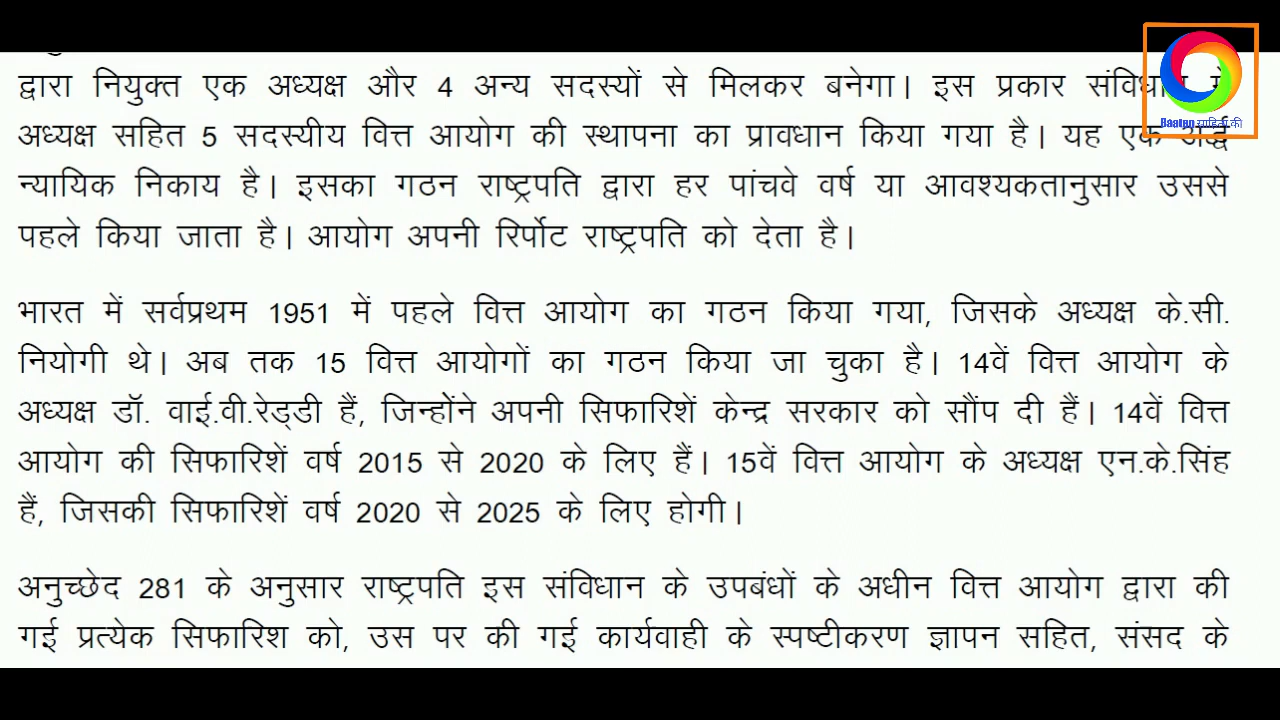 द्वारा नियुक्त एक अध्यक्ष और 4 अन्य सदस्यों से मिलकर बनेगा। इस प्रकार संविधान में
अध्यक्ष सहित 5 सदस्यीय वित्त आयोग की स्थापना का प्रावधान किया गया है। यह एक अर्द्ध
न्यायिक निकाय है। इसका गठन राष्ट्रपति द्वारा हर पांचवे वर्ष या आवश्यकतानुसार उससे
पहले किया जाता है। आयोग अपनी रिर्पोट राष्ट्रपति को देता है।
भारत में सर्वप्रथम 1951 में पहले वित्त आयोग का गठन किया गया, जिसके अध्यक्ष के.सी.
नियोगी थे। अब तक 15 वित्त आयोगों का गठन किया जा चुका है। 14वें वित्त आयोग के
अध्यक्ष डॉ. वाई.वी.रेड्डी हैं, जिन्होंने अपनी सिफारिशें केन्द्र सरकार को सौंप दी हैं। 14वें वित्त
आयोग की सिफारिशें वर्ष 2015 से 2020 के लिए हैं। 15वें वित्त आयोग के अध्यक्ष एन.के.सिंह
हैं, जिसकी सिफारिशें वर्ष 2020 से 2025 के लिए होगी।
अनुच्छेद 281 के अनुसार राष्ट्रपति इस संविधान के उपबंधों के अधीन वित्त आयोग द्वारा की
गई प्रत्येक सिफारिश को, उस पर की गई कार्यवाही के स्पष्टीकरण ज्ञापन सहित, संसद के
Baaten साहित्य की